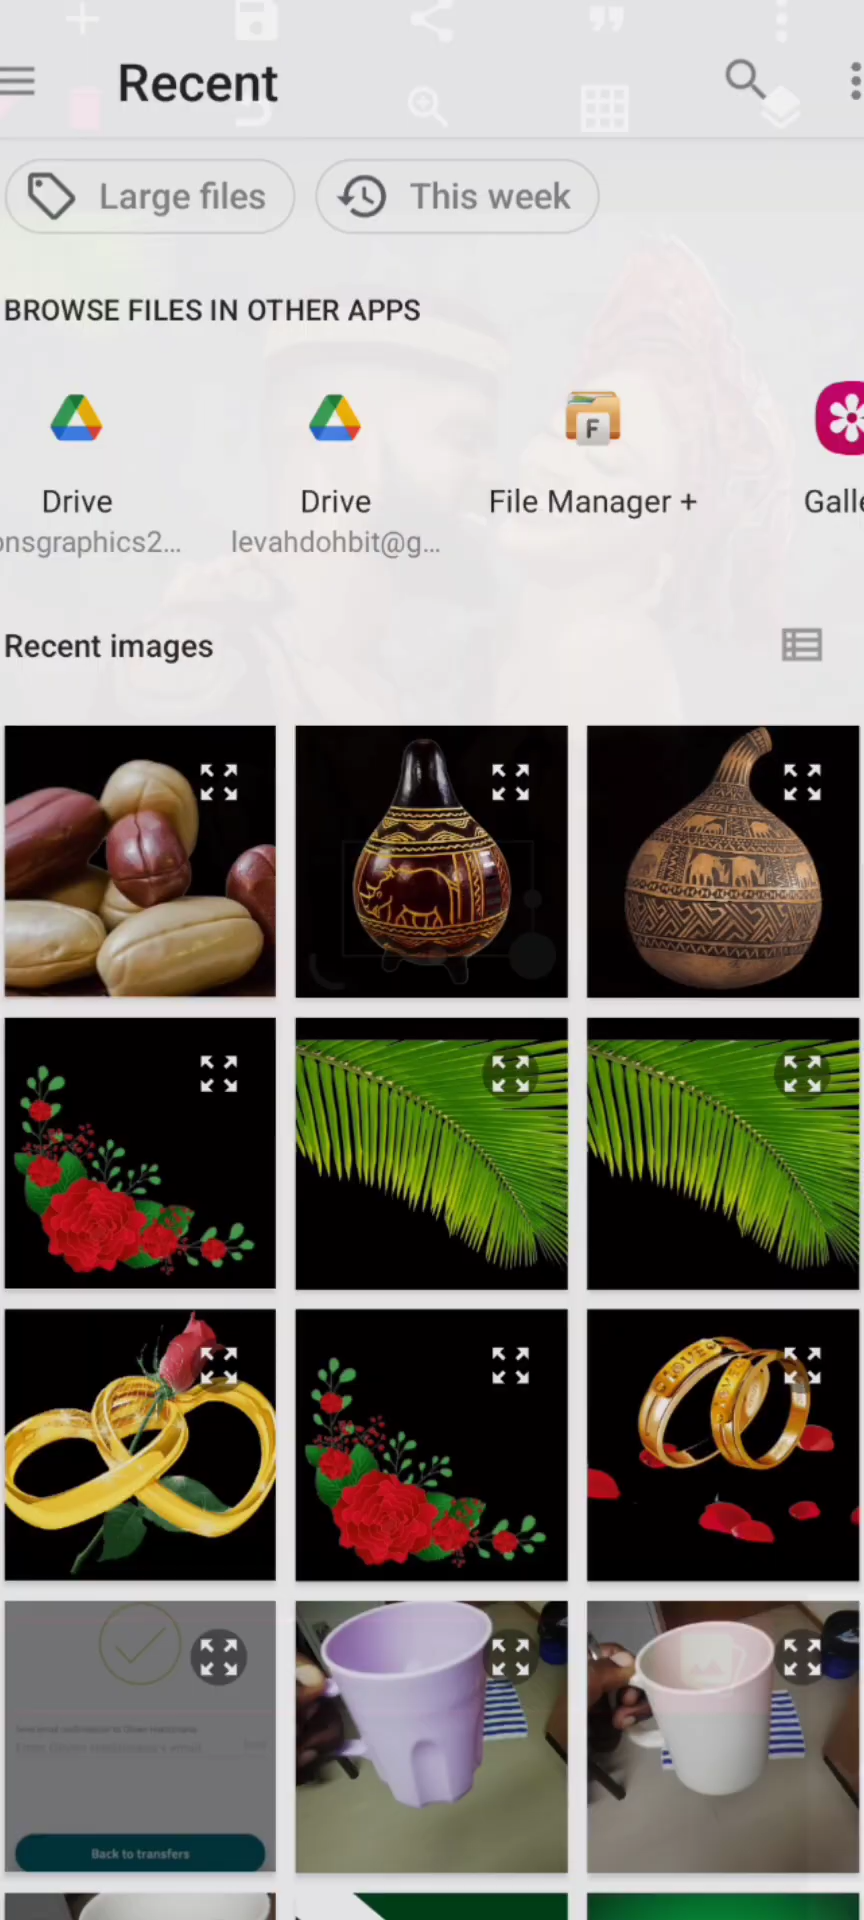 Recent
Large files
This week
BROWSE FILES IN OTHER APPS
Drive
Drive
File Manager +
Galle
onsgraphics2...
levahdohbit@g...
Recent images
Back to transfers